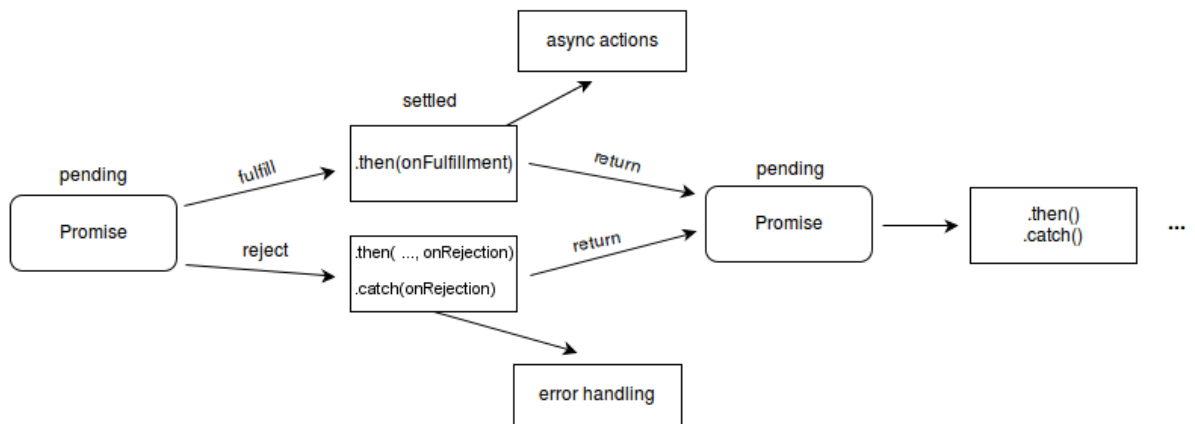 async actions
settled
.then(onFulfillment)
pending
fulfill
return
pending
Promise
Promise
.then()
.catch()
...
reject
.then( ..., onRejection)
return
.catch(onRejection)
error handling